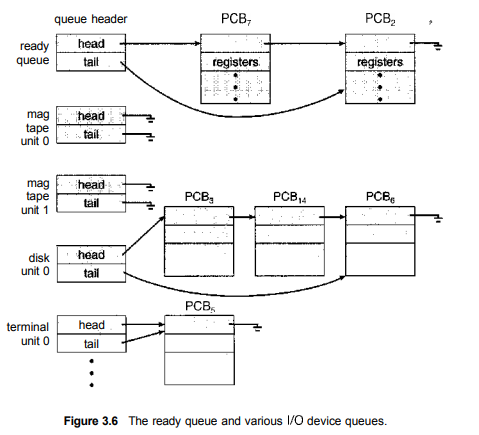 queue header PCB7 PCB2
ready queue
head
tail
registers registers
mag tape unit 0
head
tail
mag tape unit 1
head
tail
PCB3 PCB14 PCB6
disk unit 0
head
tail
PCB5
terminal unit 0
head
tail
Figure 3.6 The ready queue and various I/O device queues.